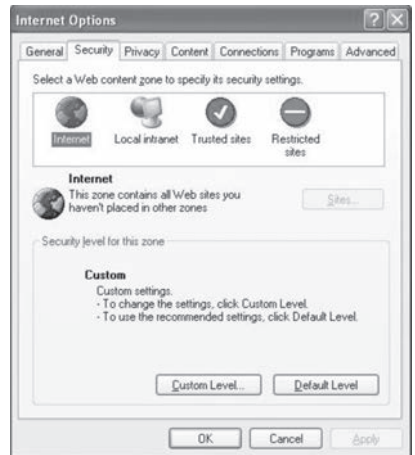 Internet Options
General Security Privacy Content Connections Programs Advanced
Select a Web content zone to specify its security settings.
Internet Local intranet Trusted sites Restricted sites
Internet
This zone contains all Web sites you
haven't placed in other zones
Sites...
Security level for this zone
Custom
Custom settings.
- To change the settings, click Custom Level.
- To use the recommended settings, click Default Level.
Custom Level... Default Level
OK Cancel Apply